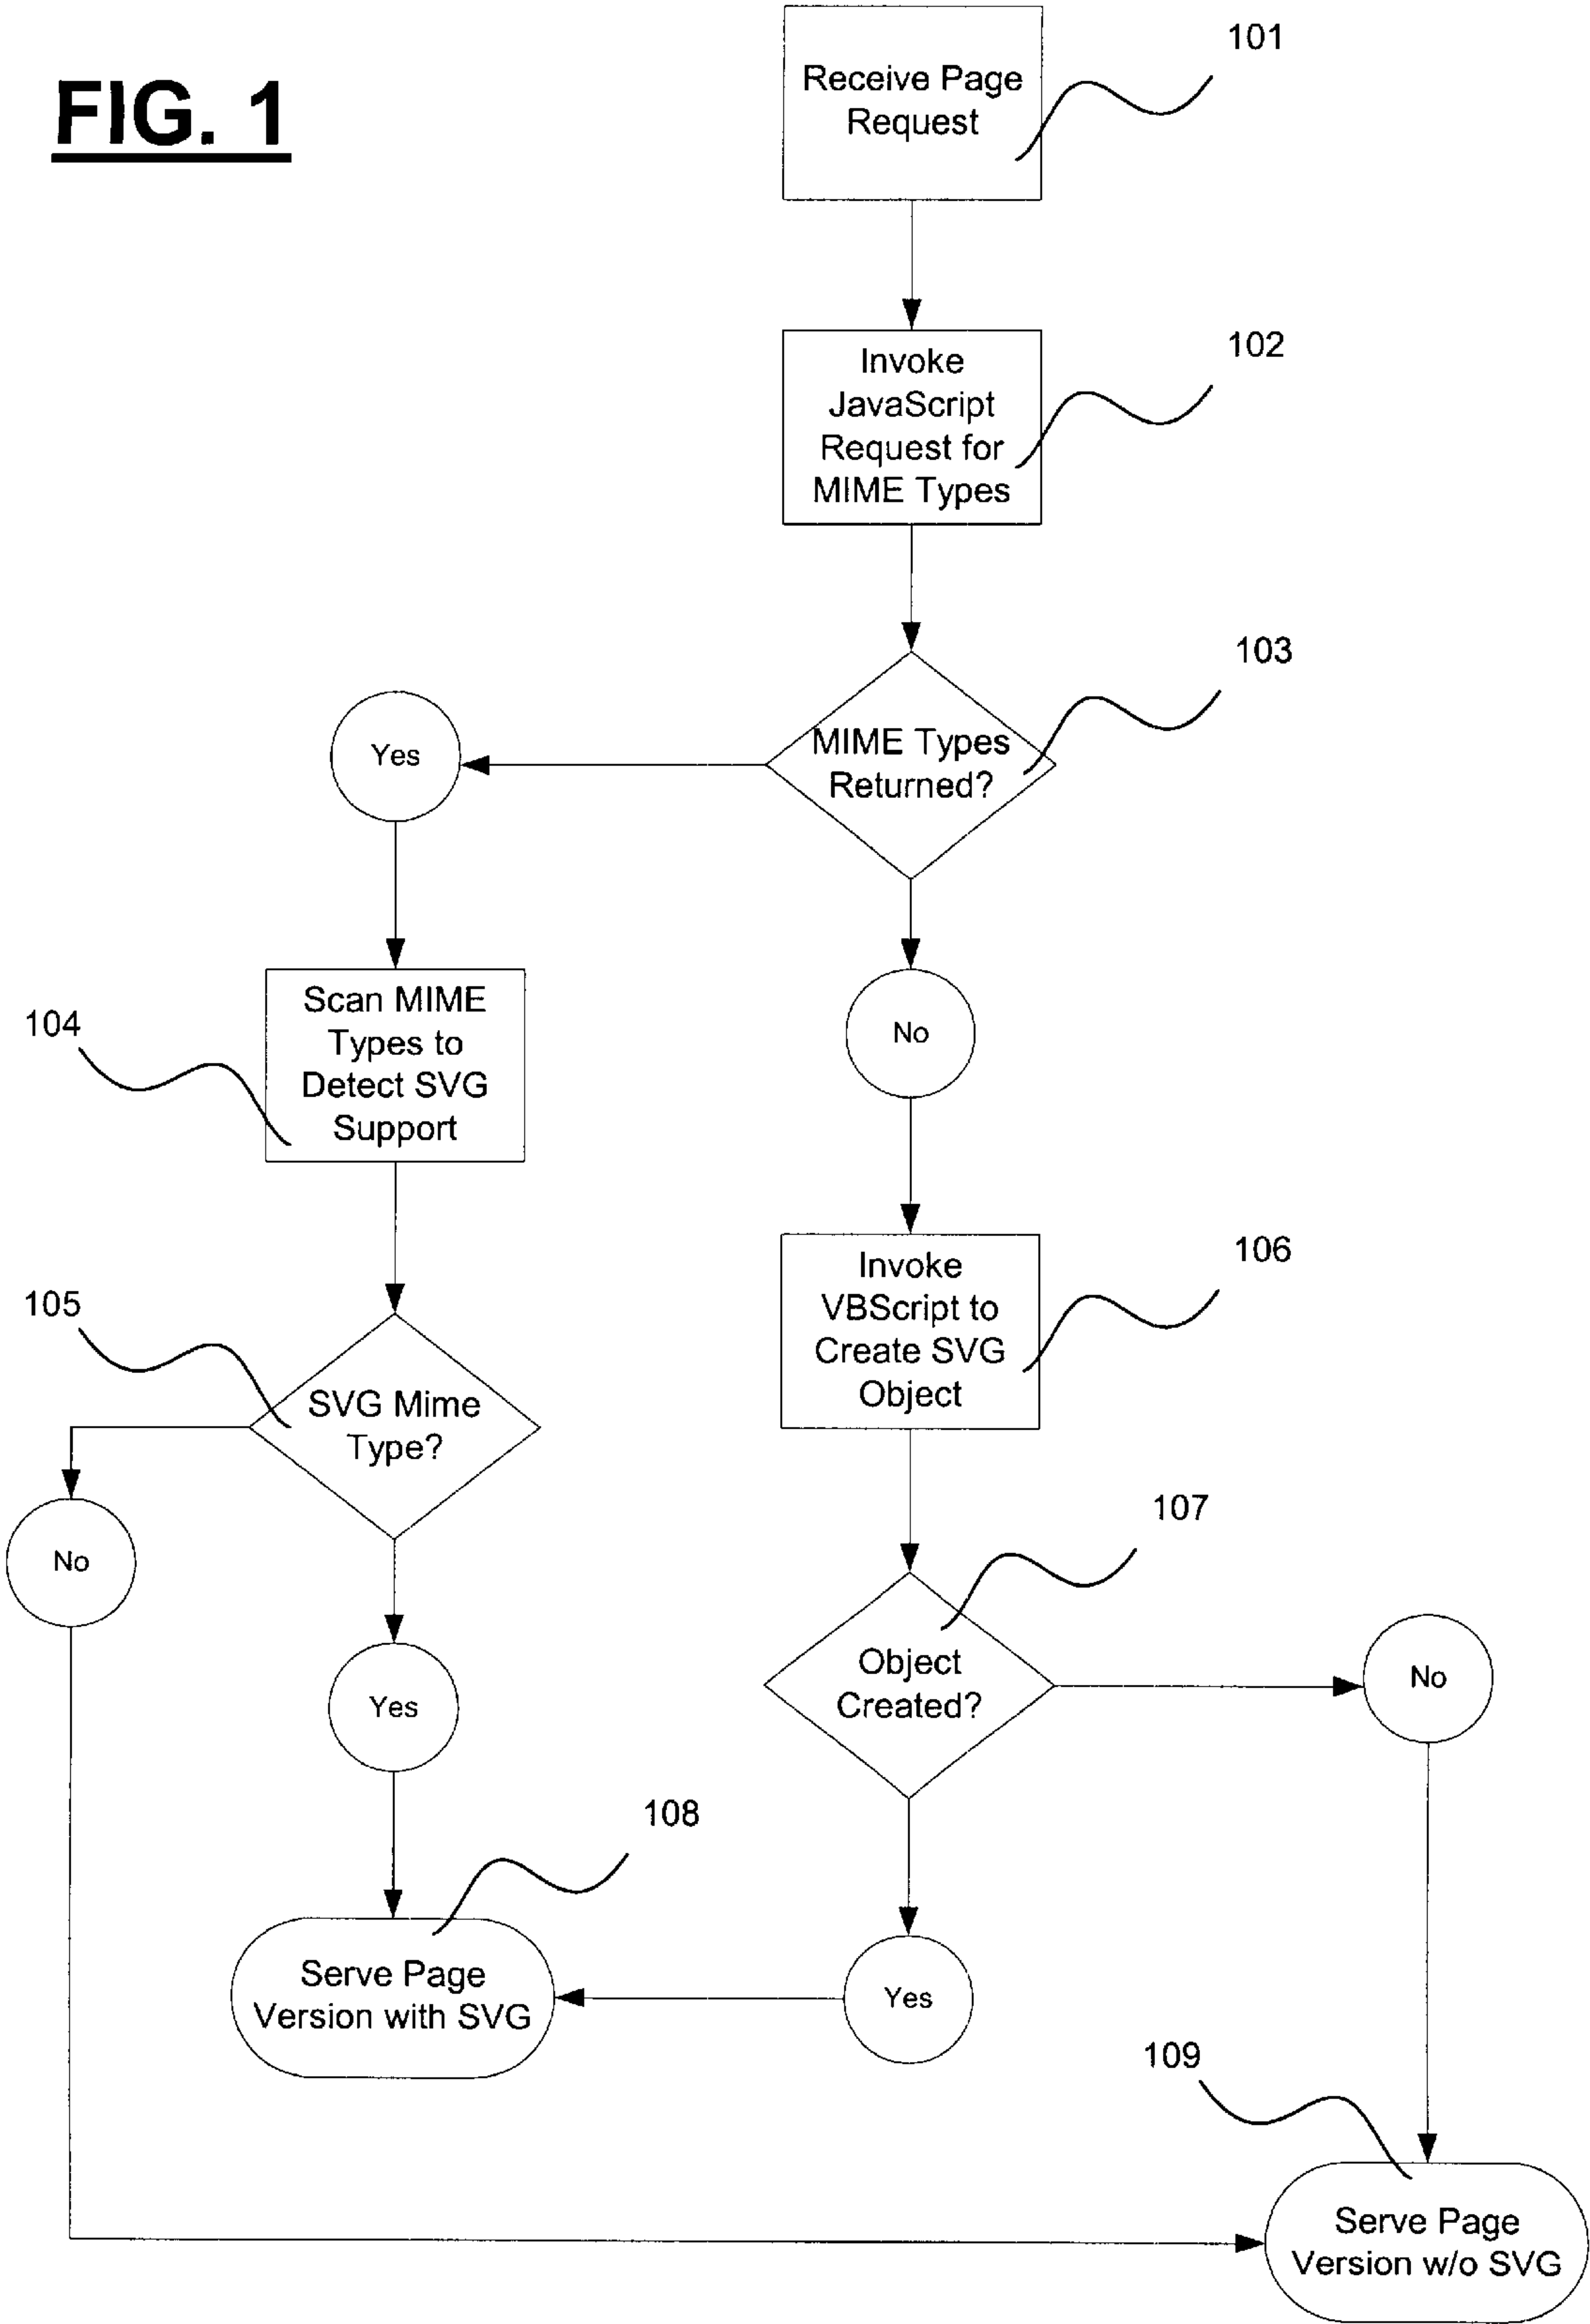 FIG. 1
Receive Page
Request
101
Invoke
JavaScript
Request for
MIME Types
102
MIME Types
Returned?
103
Yes
No
Scan MIME
Types to
Detect SVG
Support
104
Invoke
VBScript to
Create SVG
Object
106
SVG Mime
Type?
105
No
Yes
Object
Created?
107
No
Yes
Serve Page
Version with SVG
108
Serve Page
Version w/o SVG
109